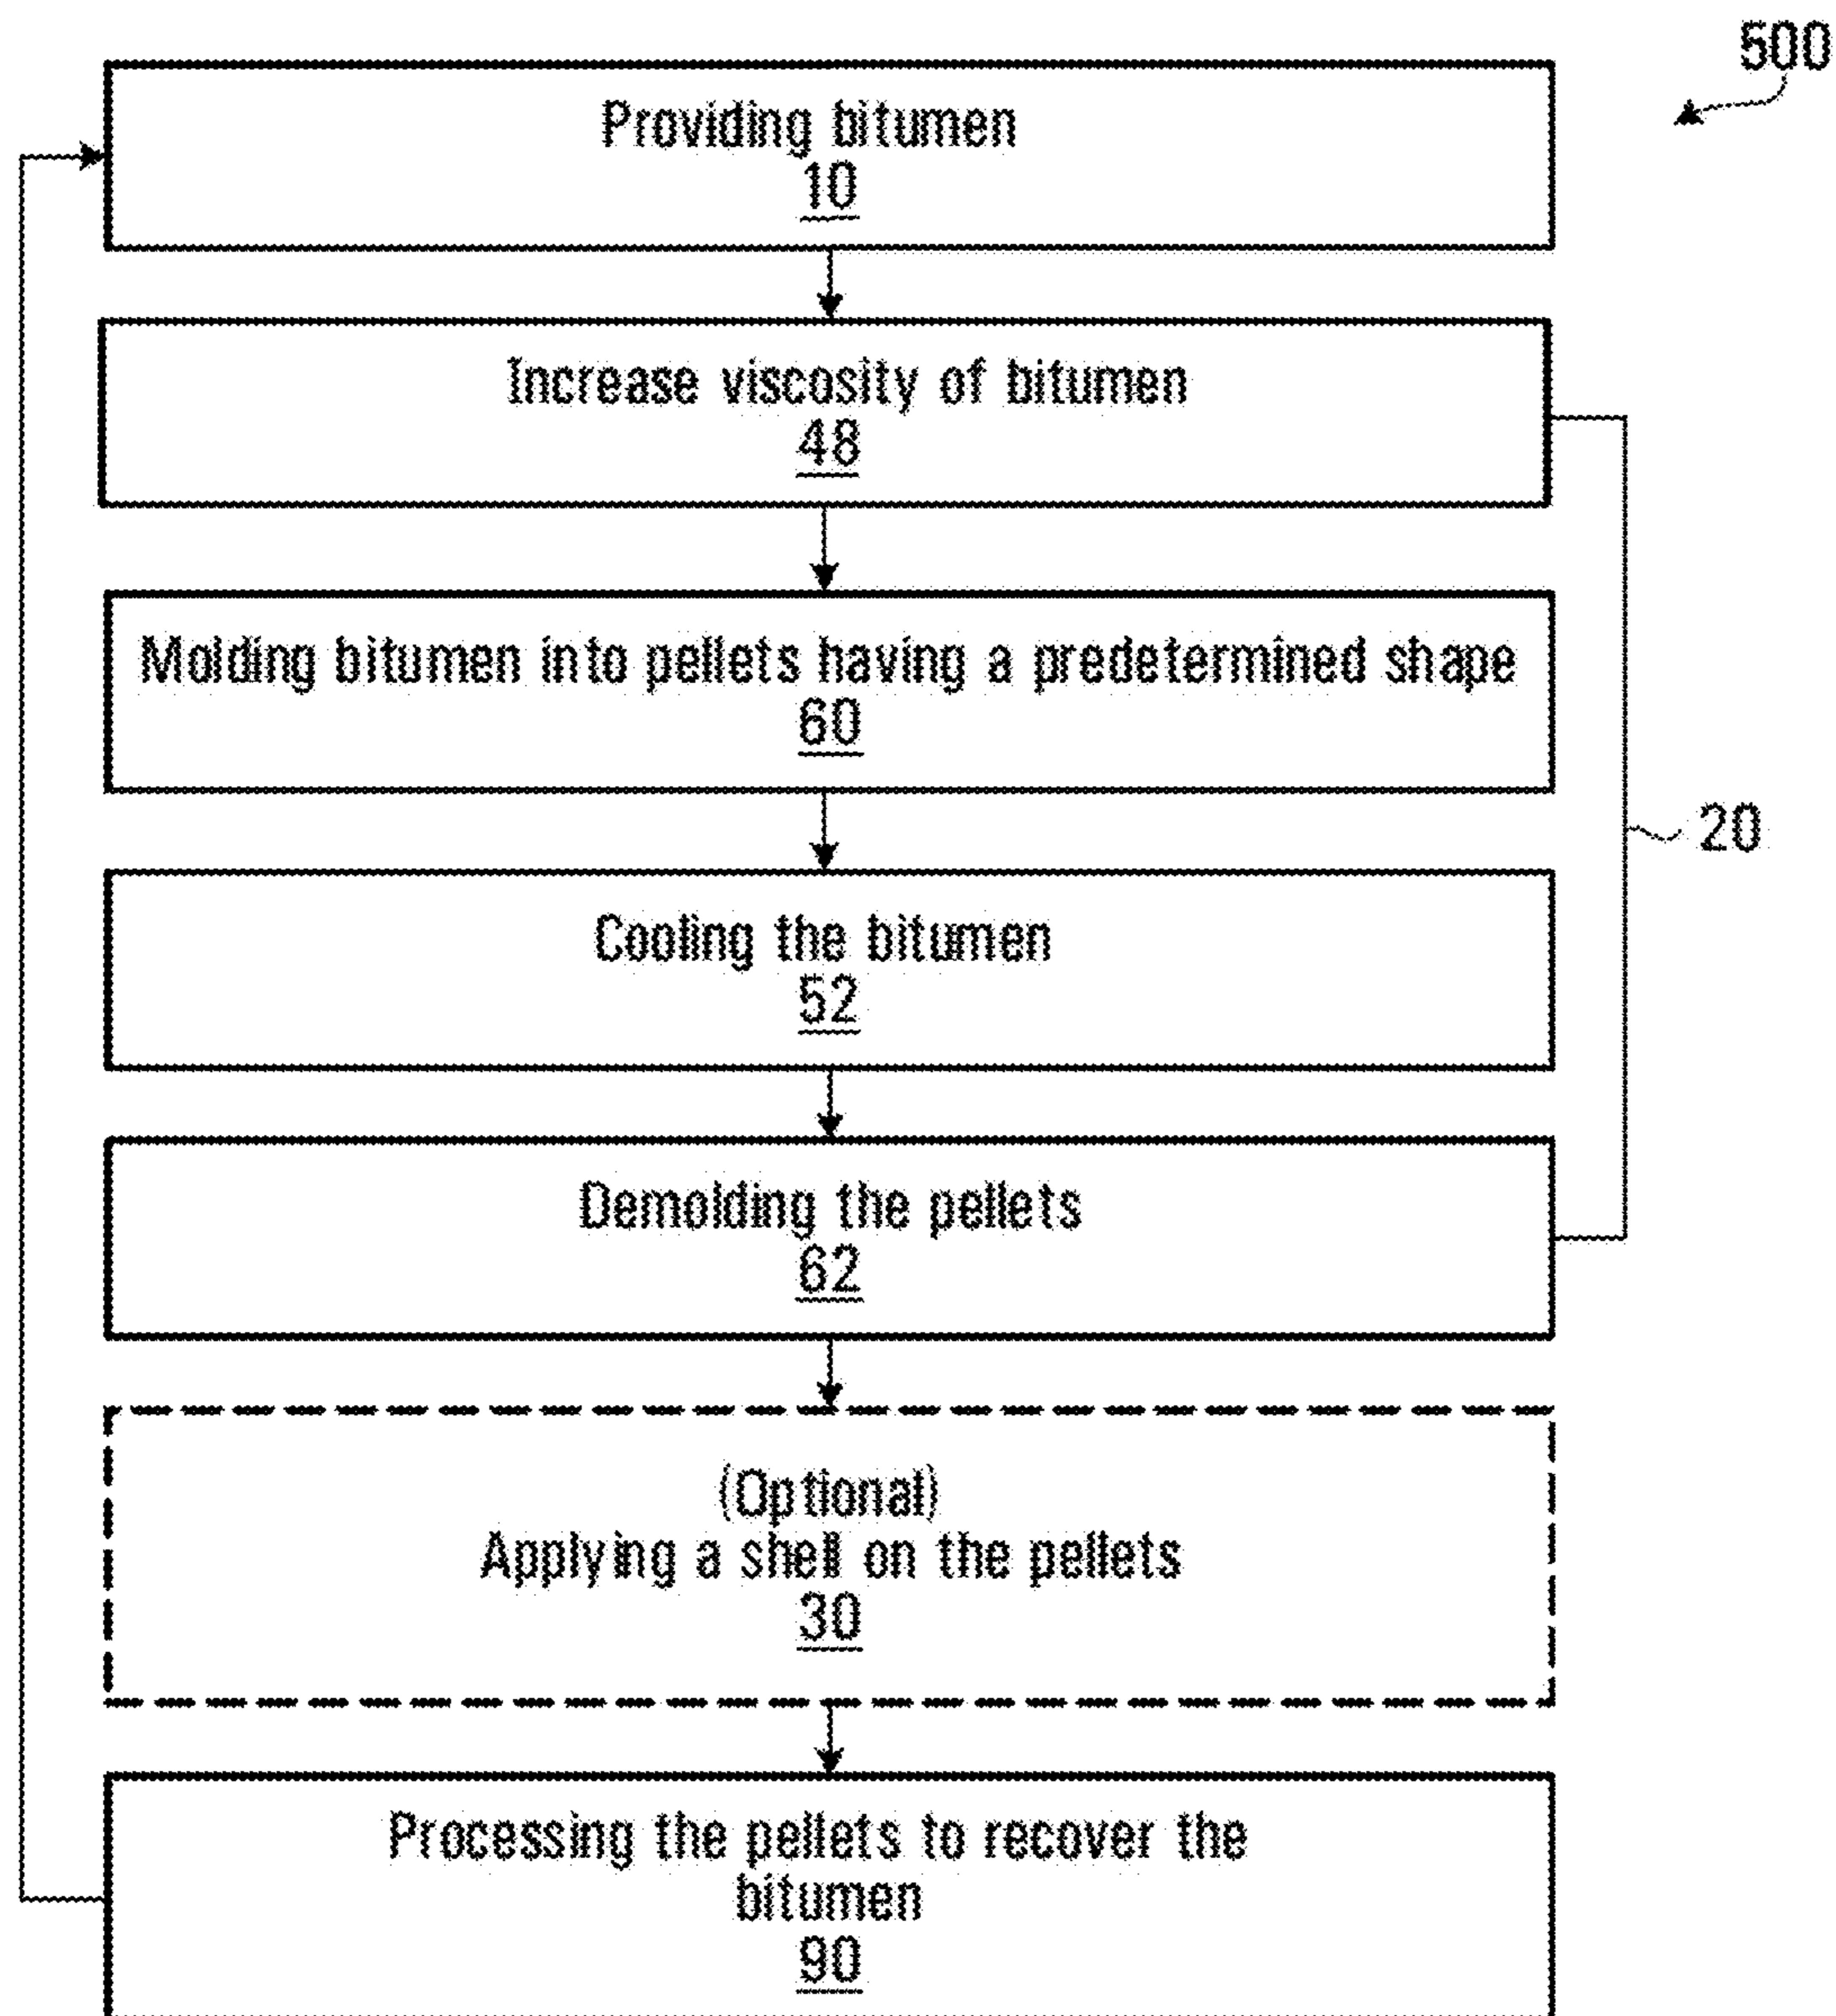 500
Providing bitumen
10
Increase viscosity of bitumen
48
Molding bitumen into pellets having a predetermined shape
60
20
Cooling the bitumen
52
Demolding the pellets
62
(Optional)
Applying a shell on the pellets
30
Processing the pellets to recover the
bitumen
90